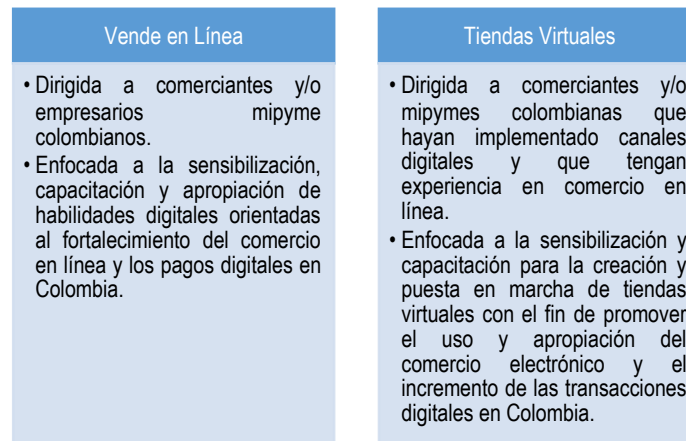 Vende en Línea
• Dirigida a comerciantes y/o
empresarios mipyme
colombianos.
• Enfocada a la sensibilización,
capacitación y apropiación de
habilidades digitales orientadas
al fortalecimiento del comercio
en línea y los pagos digitales en
Colombia.
Tiendas Virtuales
• Dirigida a comerciantes y/o
mipymes colombianas que
hayan implementado canales
digitales y que tengan
experiencia en comercio en
línea.
• Enfocada a la sensibilización y
capacitación para la creación y
puesta en marcha de tiendas
virtuales con el fin de promover
el uso y apropiación del
comercio electrónico y el
incremento de las transacciones
digitales en Colombia.